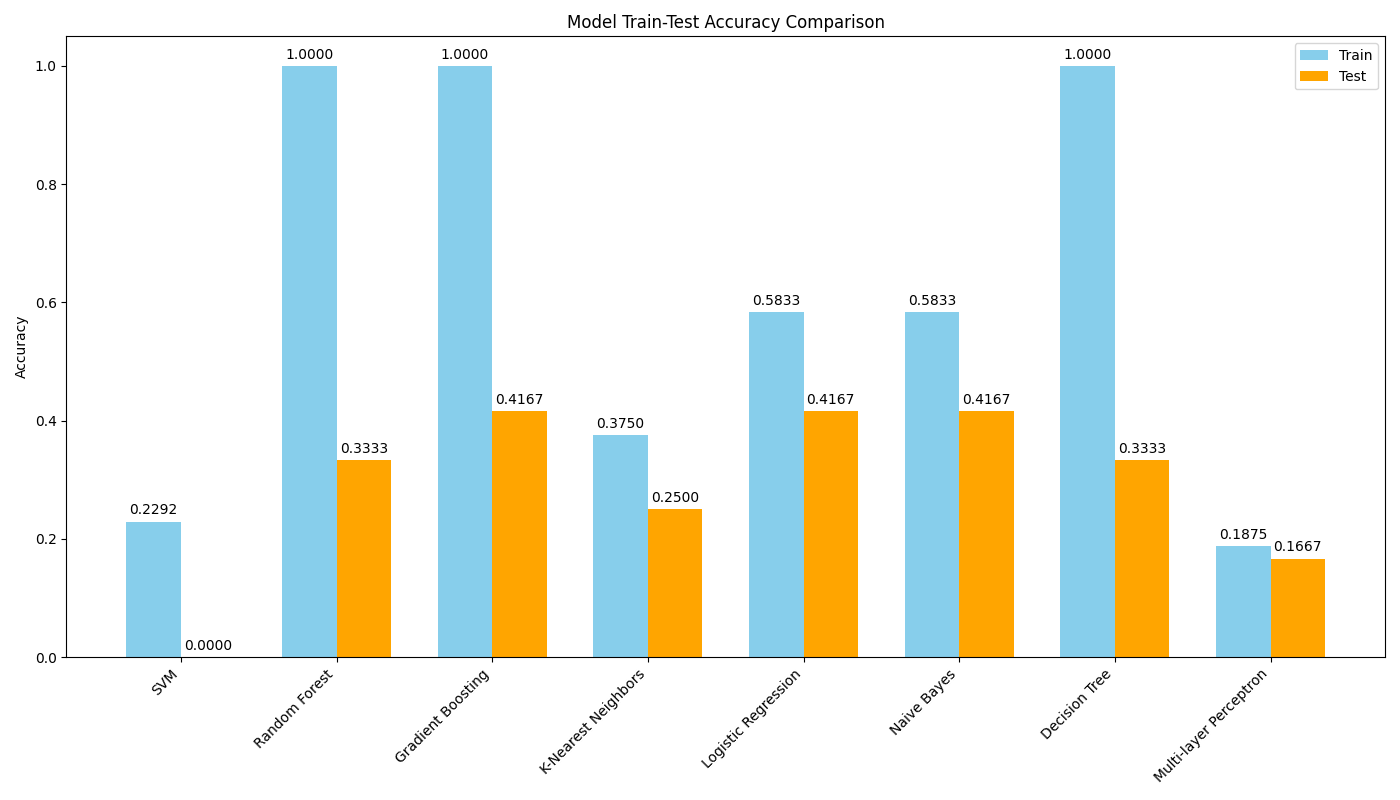 Model Train-Test Accuracy Comparison
Train
Test
Accuracy
1.0
0.8
0.6
0.4
0.2
0.0
0.2292
0.0000
1.0000
0.3333
1.0000
0.4167
0.3750
0.2500
0.5833
0.4167
0.5833
0.4167
1.0000
0.3333
0.1875
0.1667
SVM
Random Forest
Gradient Boosting
K-Nearest Neighbors
Logistic Regression
Naive Bayes
Decision Tree
Multi-layer Perceptron